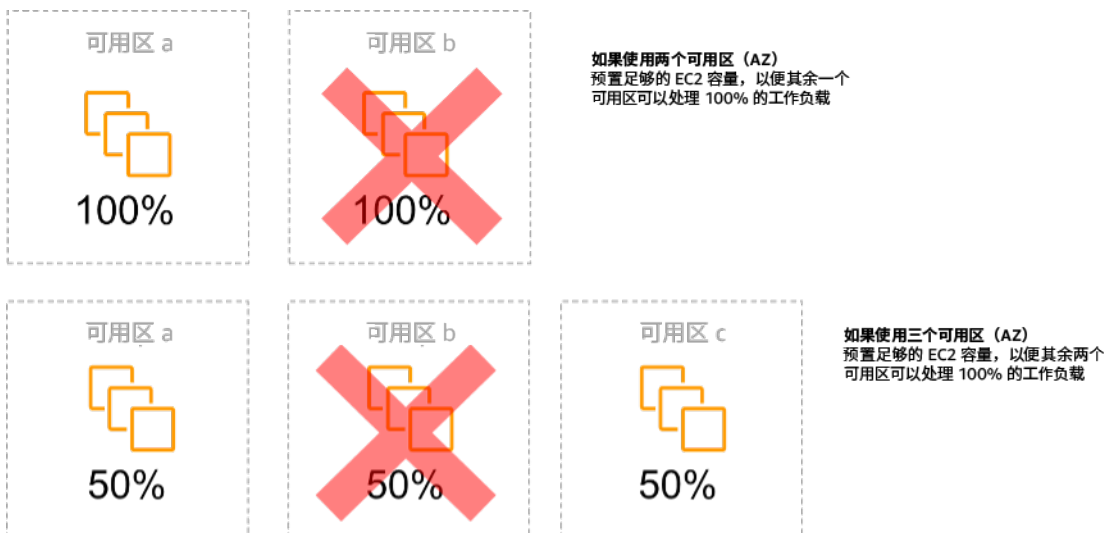 可用区 a
可用区 b
如果使用两个可用区（AZ）
预置足够的 EC2 容量，以便其余一个
可用区可以处理 100% 的工作负载
100%
100%
可用区 a
可用区 b
可用区 c
如果使用三个可用区（AZ）
预置足够的 EC2 容量，以便其余两个
可用区可以处理 100% 的工作负载
50%
50%
50%